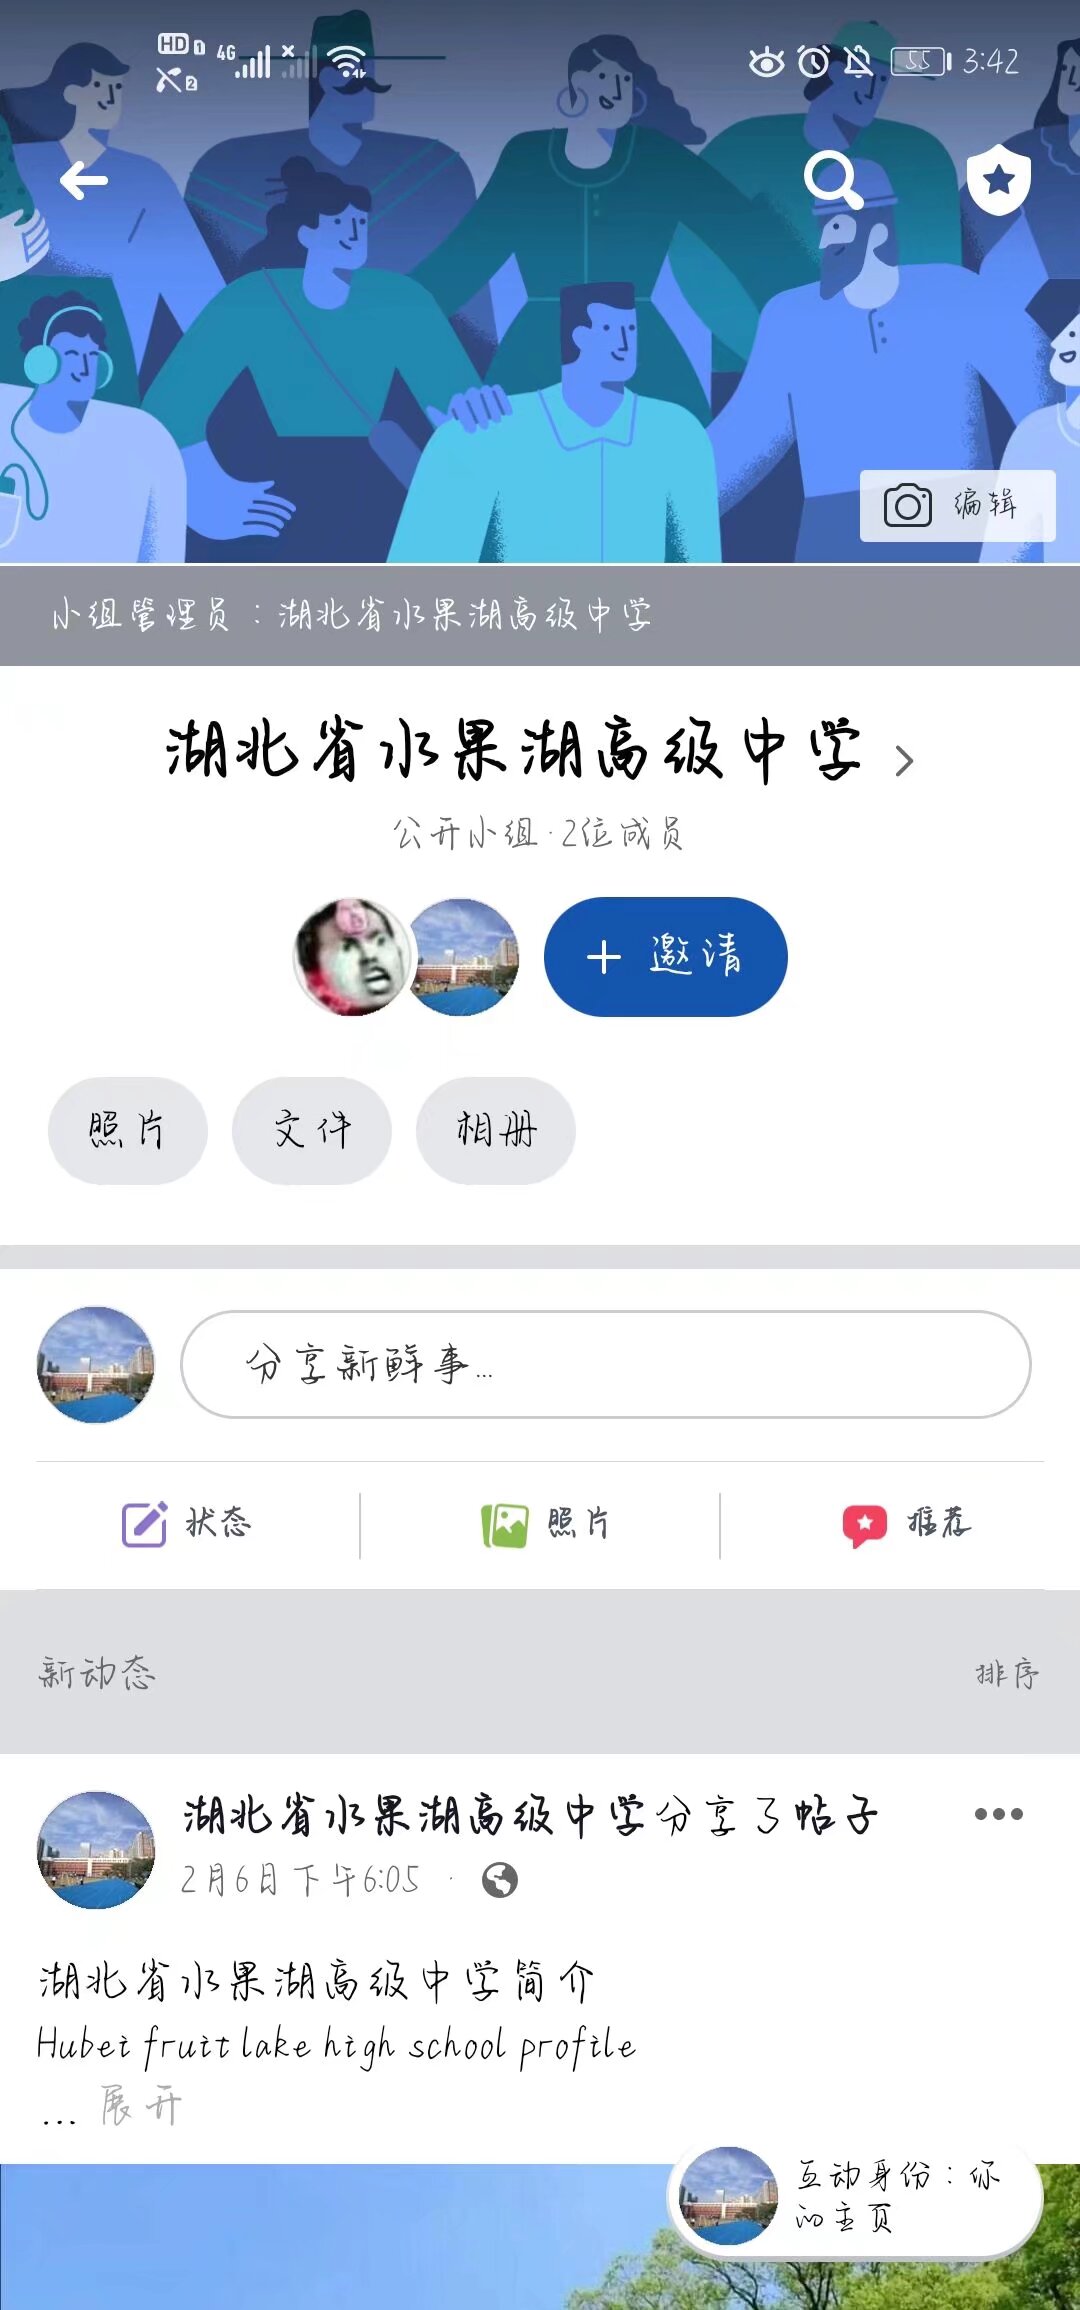 HD 1 4G 3:42
2 55
编辑
小组管理员：湖北省水果湖高级中学
湖北省水果湖高级中学
公开小组·2位成员
+ 邀请
照片 文件 相册
分享新鲜事...
状态 照片 推荐
新动态 排序
湖北省水果湖高级中学分享了帖子
2月6日下午6:05 ·
湖北省水果湖高级中学简介
Hubei fruit lake high school profile
... 展开
互动身份：你
的主页